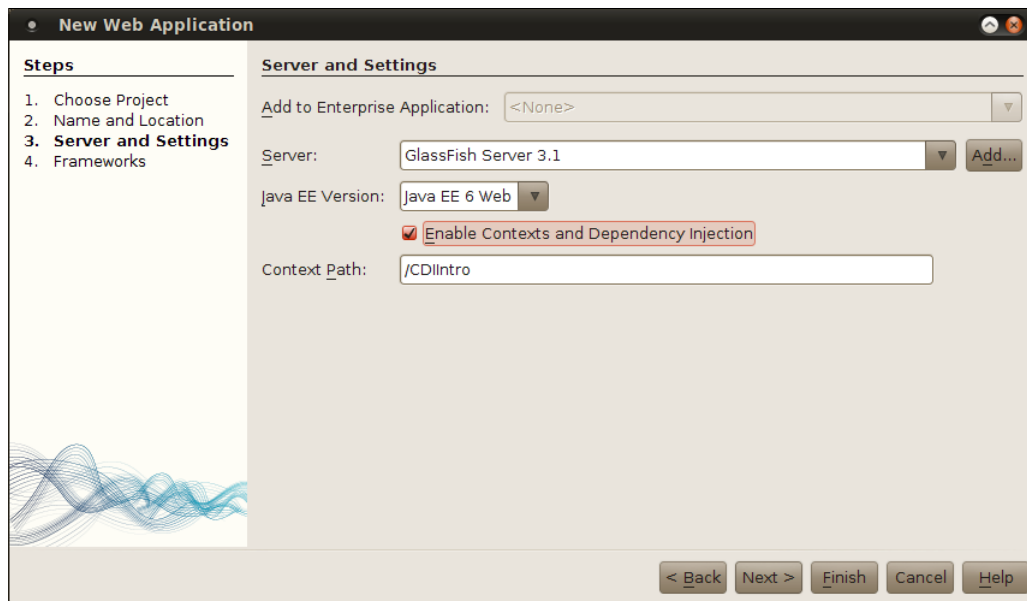 New Web Application
Steps
1. Choose Project
2. Name and Location
3. Server and Settings
4. Frameworks
Server and Settings
Add to Enterprise Application: <None>
Server: GlassFish Server 3.1 Add...
Java EE Version: Java EE 6 Web
Enable Contexts and Dependency Injection
Context Path: /CDIIntro
< Back Next > Finish Cancel Help